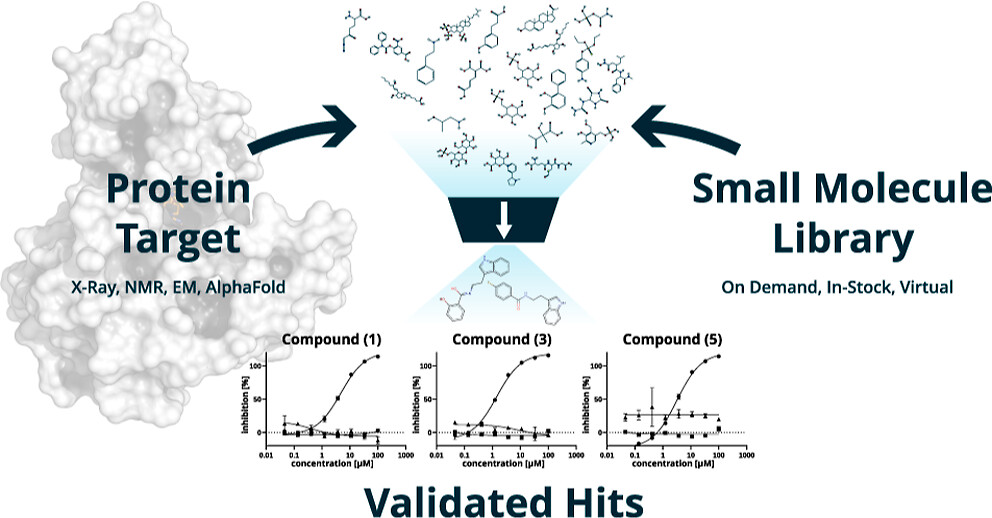 Protein
Target
X-Ray, NMR, EM, AlphaFold
Small Molecule
Library
On Demand, In-Stock, Virtual
Compound (1)
Compound (3)
Compound (5)
Inhibition [%]
100
50
0
0.01 0.1 1 10 100 1000
concentration [µM]
Inhibition [%]
100
50
0
0.01 0.1 1 10 100 1000
concentration [µM]
Inhibition [%]
100
50
0
0.01 0.1 1 10 100 1000
concentration [µM]
Validated Hits